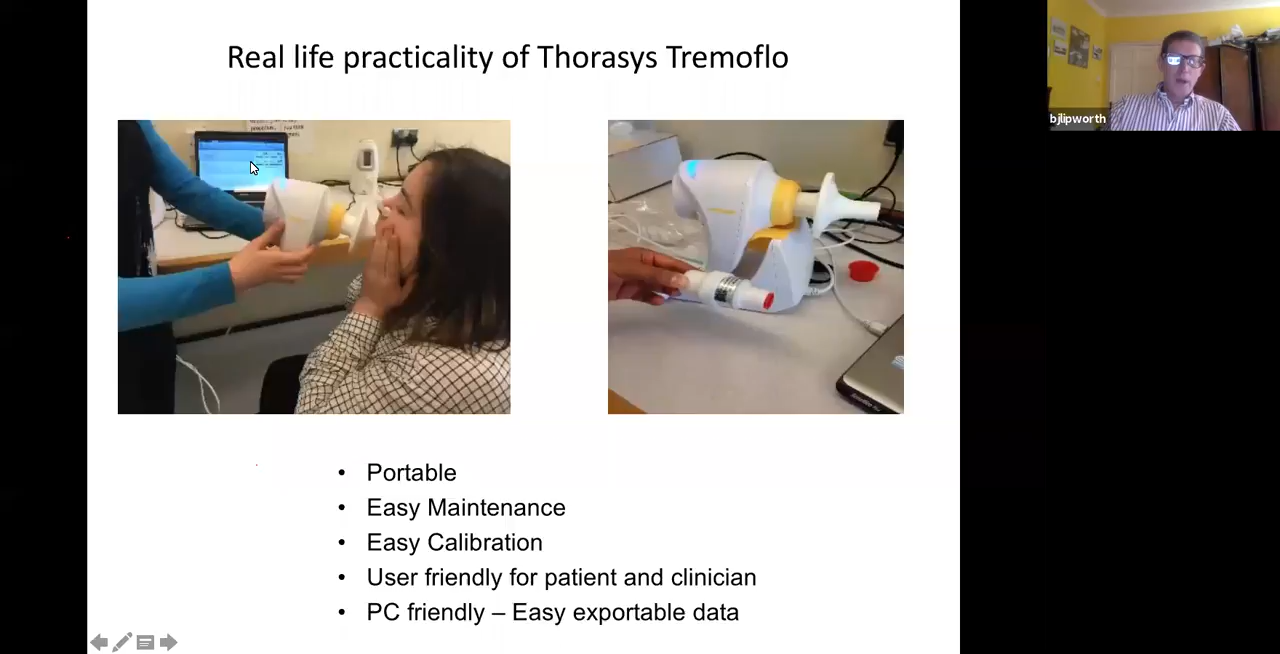 Real life practicality of Thorasys Tremoflo
bjlipworth
• Portable
• Easy Maintenance
• Easy Calibration
• User friendly for patient and clinician
• PC friendly – Easy exportable data